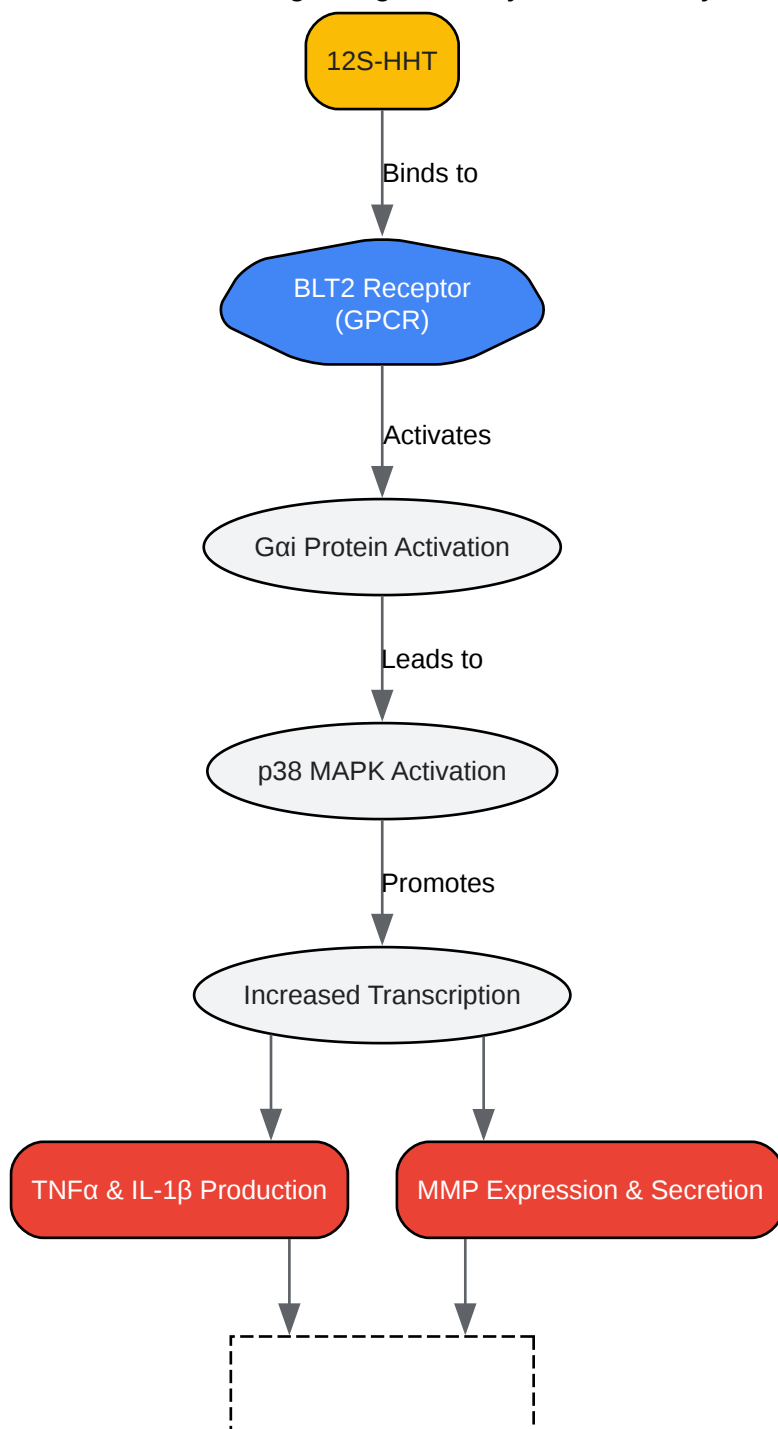 12S-HHT
Binds to
BLT2 Receptor
(GPCR)
Activates
Gαi Protein Activation
Leads to
p38 MAPK Activation
Promotes
Increased Transcription
TNFα & IL-1β Production
MMP Expression & Secretion